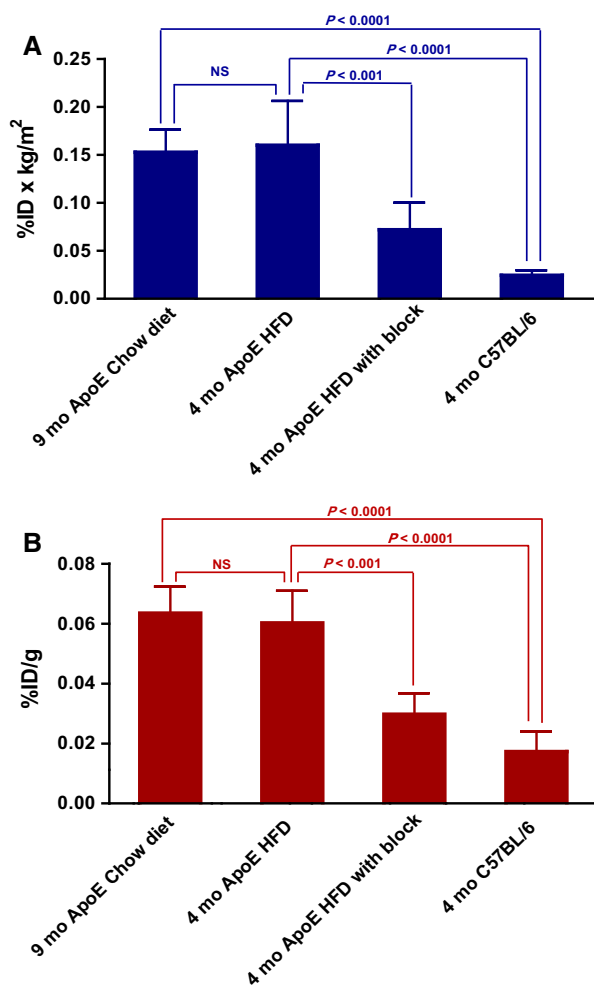 A
P < 0.0001
P < 0.0001
NS
P < 0.001
%ID x kg/m²
0.25
0.20
0.15
0.10
0.05
0.00
9 mo ApoE Chow diet
4 mo ApoE HFD
4 mo ApoE HFD with block
4 mo C57BL/6
B
P < 0.0001
P < 0.0001
NS
P < 0.001
%ID/g
0.08
0.06
0.04
0.02
0.00
9 mo ApoE Chow diet
4 mo ApoE HFD
4 mo ApoE HFD with block
4 mo C57BL/6